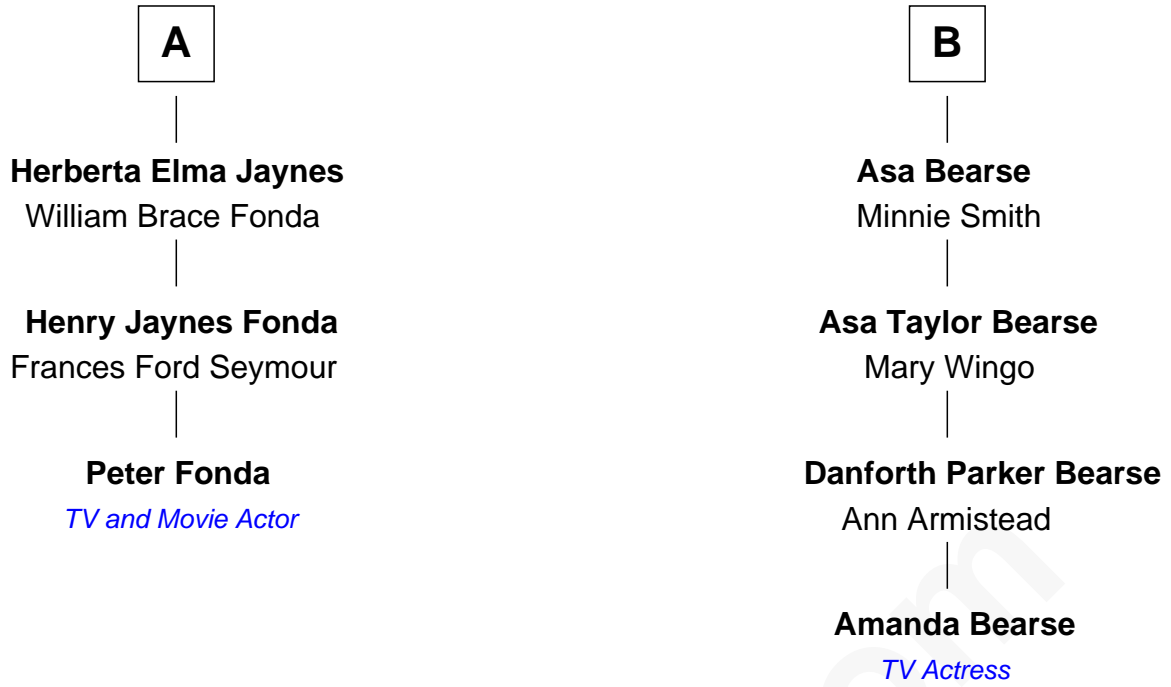 A
Herberta Elma Jaynes
William Brace Fonda
Henry Jaynes Fonda
Frances Ford Seymour
Peter Fonda
TV and Movie Actor
B
Asa Bearse
Minnie Smith
Asa Taylor Bearse
Mary Wingo
Danforth Parker Bearse
Ann Armistead
Amanda Bearse
TV Actress